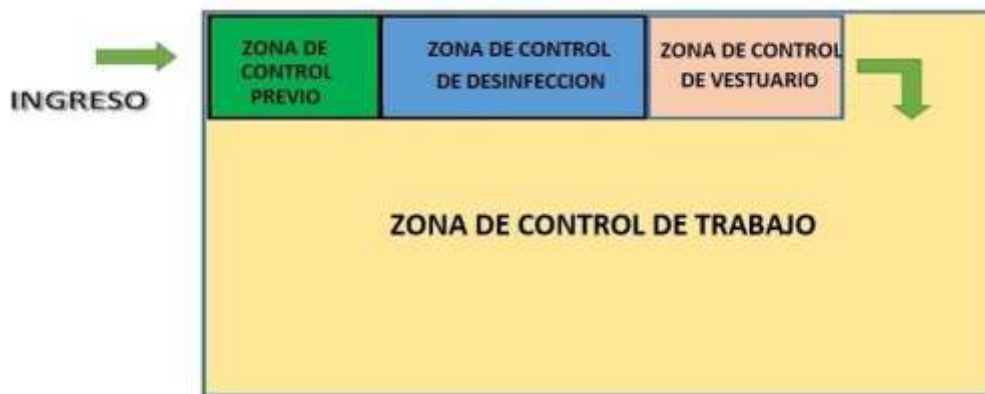 INGRESO
ZONA DE
CONTROL
PREVIO
ZONA DE CONTROL
DE DESINFECCION
ZONA DE CONTROL
DE VESTUARIO
ZONA DE CONTROL DE TRABAJO